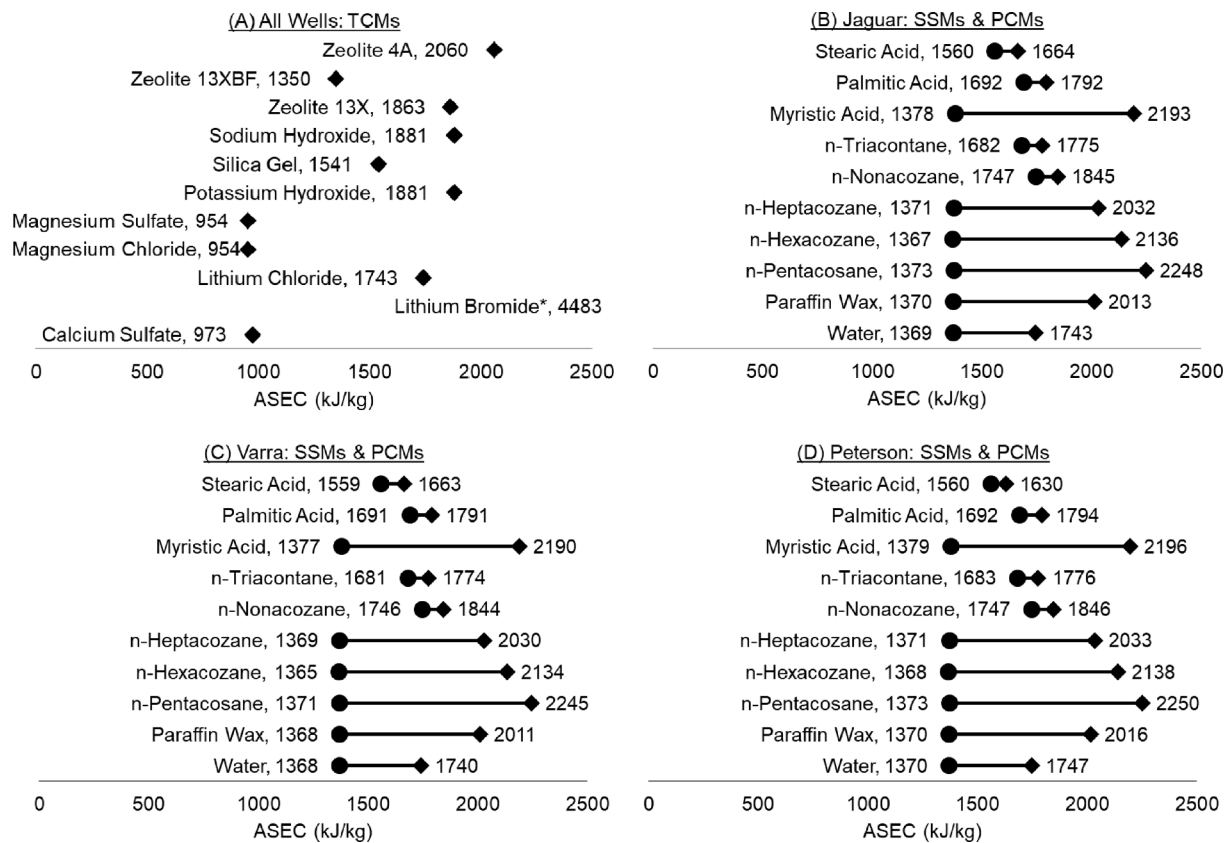 (A) All Wells: TCMs
Zeolite 4A, 2060
Zeolite 13XBF, 1350
Zeolite 13X, 1863
Sodium Hydroxide, 1881
Silica Gel, 1541
Potassium Hydroxide, 1881
Magnesium Sulfate, 954
Magnesium Chloride, 954
Lithium Chloride, 1743
Lithium Bromide*, 4483
Calcium Sulfate, 973
0 500 1000 1500 2000 2500
ASEC (kJ/kg)
(B) Jaguar: SSMs & PCMs
Stearic Acid, 1560 1664
Palmitic Acid, 1692 1792
Myristic Acid, 1378 2193
n-Triacontane, 1682 1775
n-Nonacozane, 1747 1845
n-Heptacozane, 1371 2032
n-Hexacozane, 1367 2136
n-Pentacosane, 1373 2248
Paraffin Wax, 1370 2013
Water, 1369 1743
0 500 1000 1500 2000 2500
ASEC (kJ/kg)
(C) Varra: SSMs & PCMs
Stearic Acid, 1559 1663
Palmitic Acid, 1691 1791
Myristic Acid, 1377 2190
n-Triacontane, 1681 1774
n-Nonacozane, 1746 1844
n-Heptacozane, 1369 2030
n-Hexacozane, 1365 2134
n-Pentacosane, 1371 2245
Paraffin Wax, 1368 2011
Water, 1368 1740
0 500 1000 1500 2000 2500
ASEC (kJ/kg)
(D) Peterson: SSMs & PCMs
Stearic Acid, 1560 1630
Palmitic Acid, 1692 1794
Myristic Acid, 1379 2196
n-Triacontane, 1683 1776
n-Nonacozane, 1747 1846
n-Heptacozane, 1371 2033
n-Hexacozane, 1368 2138
n-Pentacosane, 1373 2250
Paraffin Wax, 1370 2016
Water, 1370 1747
0 500 1000 1500 2000 2500
ASEC (kJ/kg)